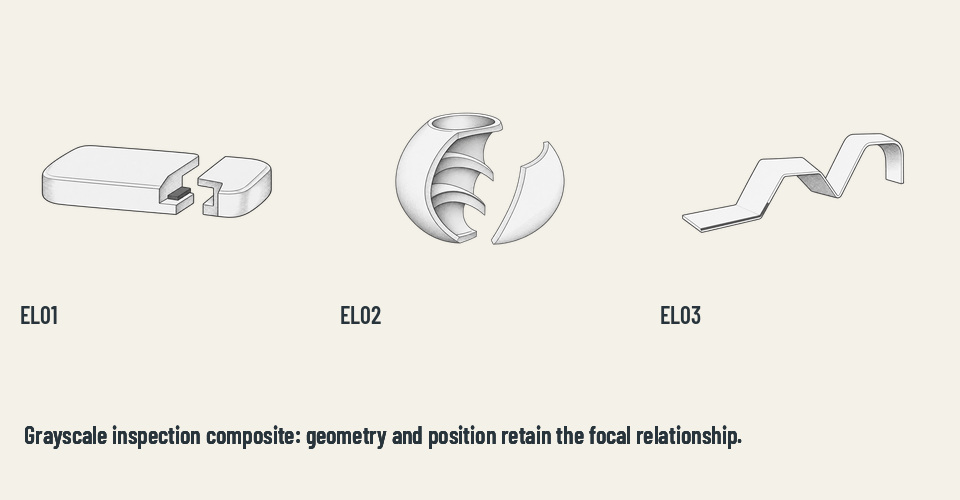 EL01
EL02
EL03
Grayscale inspection composite: geometry and position retain the focal relationship.